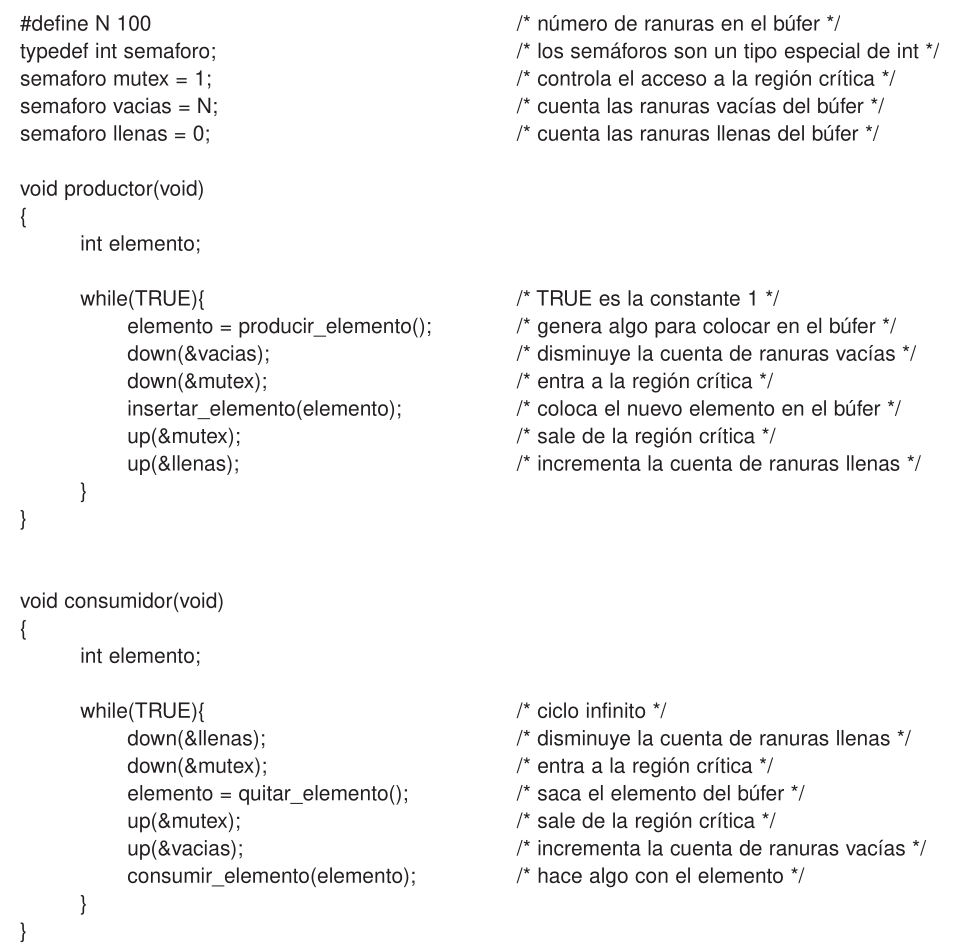 #define N 100 /* número de ranuras en el búfer */
typedef int semaforo; /* los semáforos son un tipo especial de int */
semaforo mutex = 1; /* controla el acceso a la región crítica */
semaforo vacias = N; /* cuenta las ranuras vacías del búfer */
semaforo llenas = 0; /* cuenta las ranuras llenas del búfer */
void productor(void)
{
int elemento;
while(TRUE){ /* TRUE es la constante 1 */
elemento = producir_elemento(); /* genera algo para colocar en el búfer */
down(&vacias); /* disminuye la cuenta de ranuras vacías */
down(&mutex); /* entra a la región crítica */
insertar_elemento(elemento); /* coloca el nuevo elemento en el búfer */
up(&mutex); /* sale de la región crítica */
up(&llenas); /* incrementa la cuenta de ranuras llenas */
}
}
void consumidor(void)
{
int elemento;
while(TRUE){ /* ciclo infinito */
down(&llenas); /* disminuye la cuenta de ranuras llenas */
down(&mutex); /* entra a la región crítica */
elemento = quitar_elemento(); /* saca el elemento del búfer */
up(&mutex); /* sale de la región crítica */
up(&vacias); /* incrementa la cuenta de ranuras vacías */
consumir_elemento(elemento); /* hace algo con el elemento */
}
}